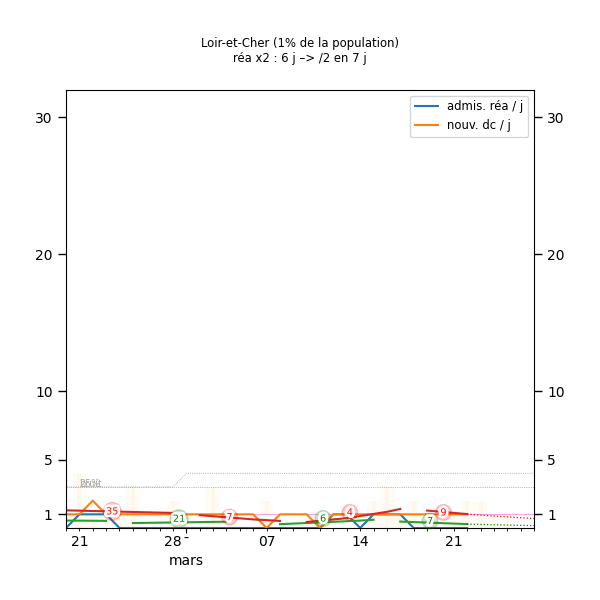 Loir-et-Cher (1% de la population)
réa x2 : 6 j –> /2 en 7 j
admis. réa / j
nouv. dc / j
30 30
20 20
10 10
5 5
1 1
35 21 7 6 4 7 9
21 28 - 07 14 21
mars